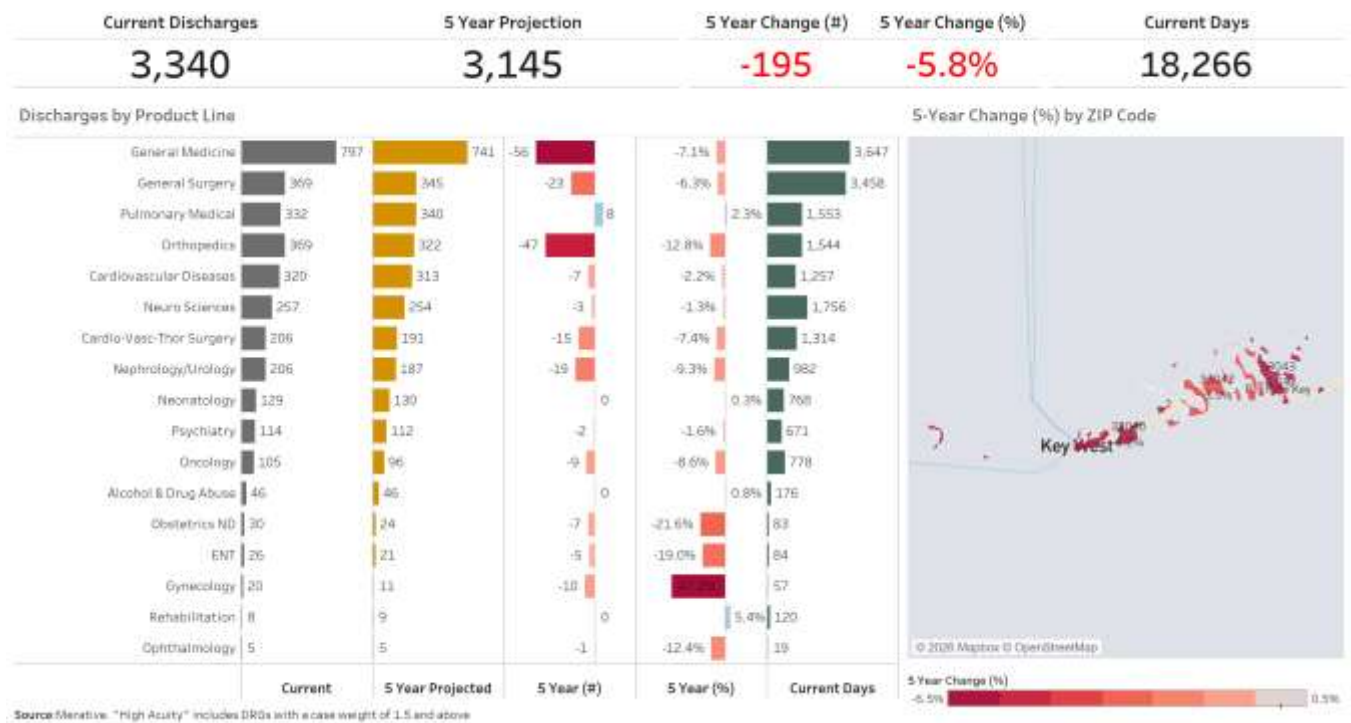 Current Discharges 5 Year Projection 5 Year Change (#) 5 Year Change (%) Current Days
3,340 3,145 -195 -5.8% 18,266
Discharges by Product Line 5-Year Change (%) by ZIP Code
General Medicine 797 741 -56 -7.1% 3,647
General Surgery 369 345 -23 -6.3% 3,458
Pulmonary Medical 332 340 8 2.3% 1,553
Orthopedics 369 322 -47 -12.8% 1,544
Cardiovascular Diseases 320 313 -7 -2.2% 1,257
Neuro Sciences 257 254 -3 -1.3% 1,756
Cardio-Vasc-Thor Surgery 206 191 -15 -7.4% 1,314
Nephrology/Urology 206 187 -19 -9.3% 982
Neonatology 129 130 0 0.3% 768
Psychiatry 114 112 -2 -1.6% 671
Oncology 105 96 -9 -8.6% 778
Alcohol & Drug Abuse 46 46 0 0.8% 176
Obstetrics ND 30 24 -7 -21.6% 83
ENT 26 21 -5 -19.0% 84
Gynecology 20 11 -10 57
Rehabilitation 8 9 0 5.4% 120
Ophthalmology 5 5 -1 -12.4% 19
Key West
© 2026 Mapbox © OpenStreetMap
Current 5 Year Projected 5 Year (#) 5 Year (%) Current Days
5 Year Change (%)
-6.5% 0.5%
Source: Merative. "High Acuity" includes DRGs with a case weight of 1.5 and above